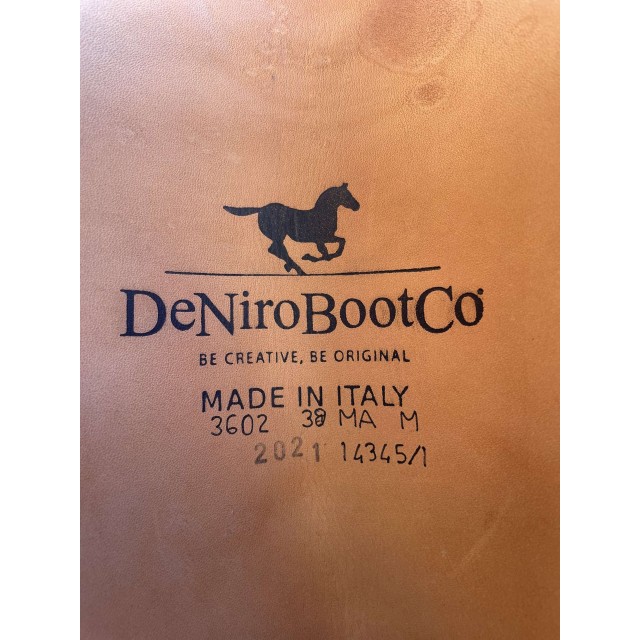 DeNiroBootCo®
BE CREATIVE, BE ORIGINAL
MADE IN ITALY
3602 38 MA M
2021 14345/1